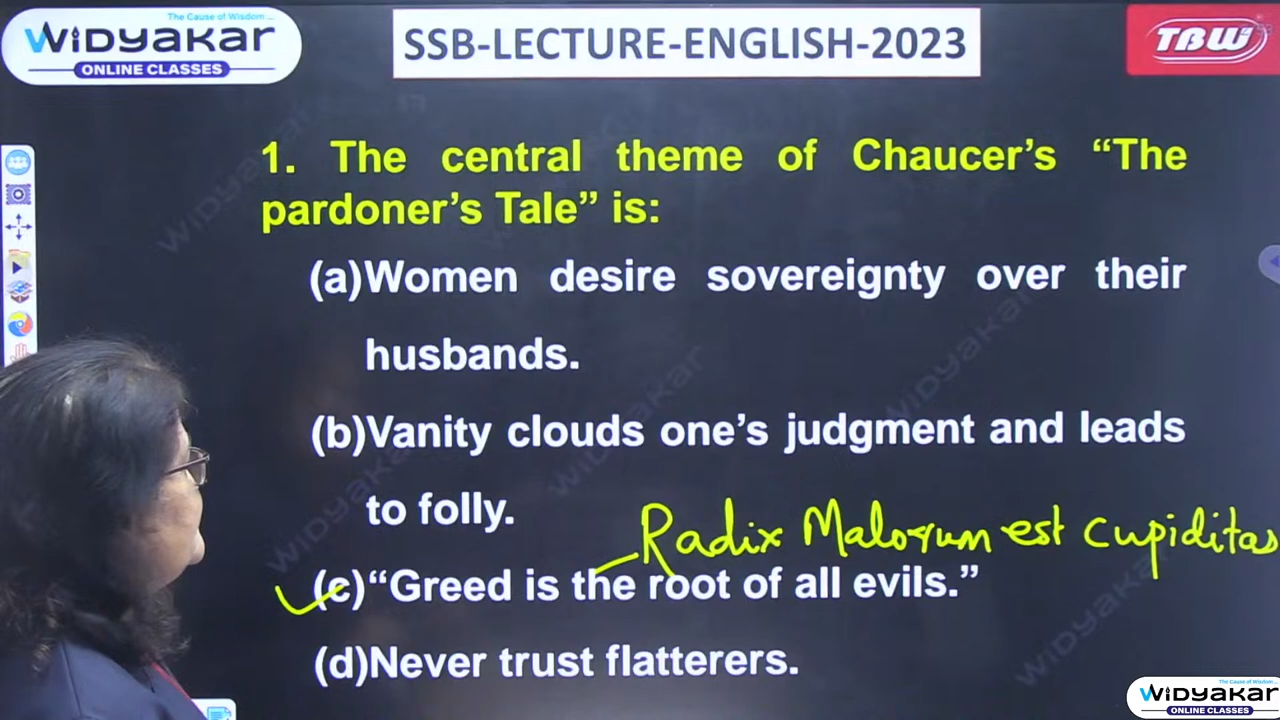 The Cause of Wisdom ...
WiDYAKAR
ONLINE CLASSES
SSB-LECTURE-ENGLISH-2023
TBW
1. The central theme of Chaucer's “The
pardoner's Tale” is:
(a)Women desire sovereignty over their
husbands.
(b)Vanity clouds one's judgment and leads
to folly.
Radix Malorum est cupiditas
(c)“Greed is the root of all evils.”
(d)Never trust flatterers.
The Cause of Wisdom ...
WiDYAKAR
ONLINE CLASSES